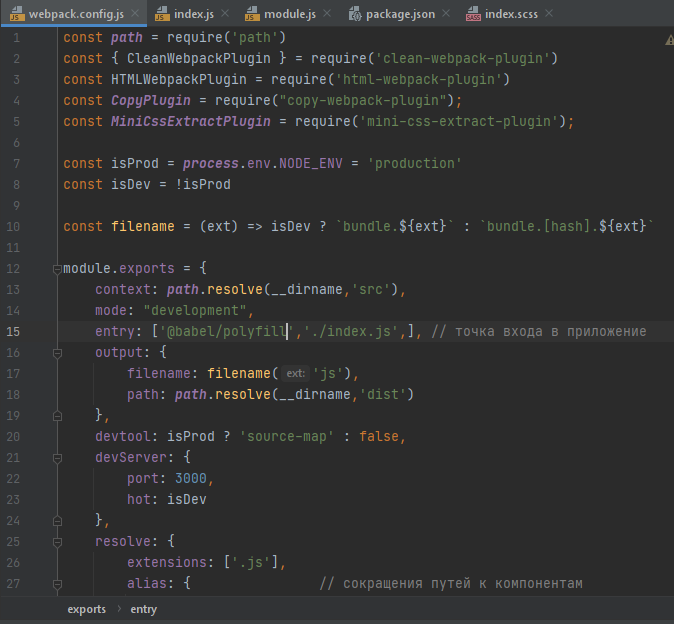 webpack.config.js index.js module.js package.json index.scss
1 const path = require('path')
2 const { CleanWebpackPlugin } = require('clean-webpack-plugin')
3 const HTMLWebpackPlugin = require('html-webpack-plugin')
4 const CopyPlugin = require("copy-webpack-plugin");
5 const MiniCssExtractPlugin = require('mini-css-extract-plugin');
6
7 const isProd = process.env.NODE_ENV = 'production'
8 const isDev = !isProd
9
10 const filename = (ext) => isDev ? `bundle.${ext}` : `bundle.[hash].${ext}`
11
12 module.exports = {
13 context: path.resolve(__dirname,'src'),
14 mode: "development",
15 entry: ['@babel/polyfill','./index.js',], // точка входа в приложение
16 output: {
17 filename: filename( ext: 'js'),
18 path: path.resolve(__dirname,'dist')
19 },
20 devtool: isProd ? 'source-map' : false,
21 devServer: {
22 port: 3000,
23 hot: isDev
24 },
25 resolve: {
26 extensions: ['.js'],
27 alias: { // сокращения путей к компонентам
exports › entry